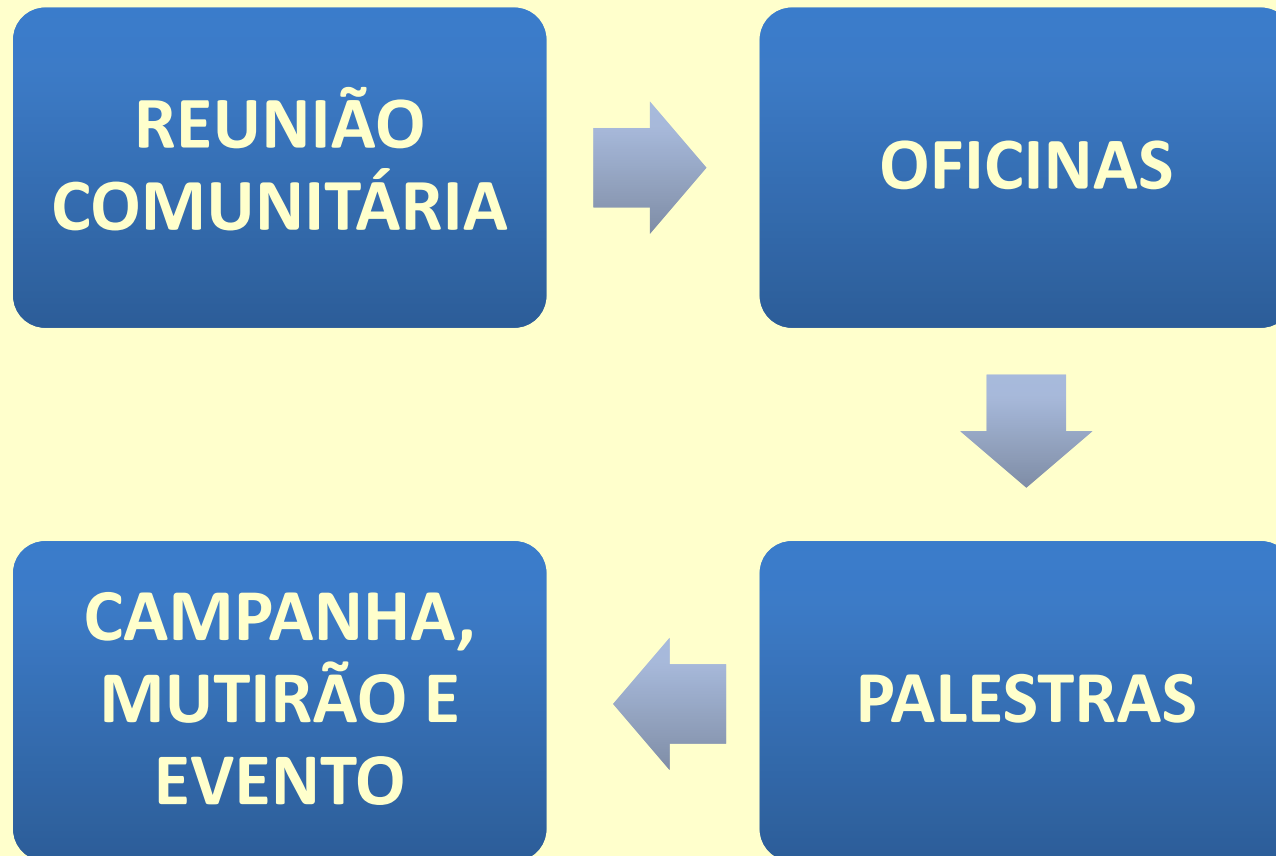 REUNIÃO
COMUNITÁRIA
OFICINAS
PALESTRAS
CAMPANHA,
MUTIRÃO E
EVENTO